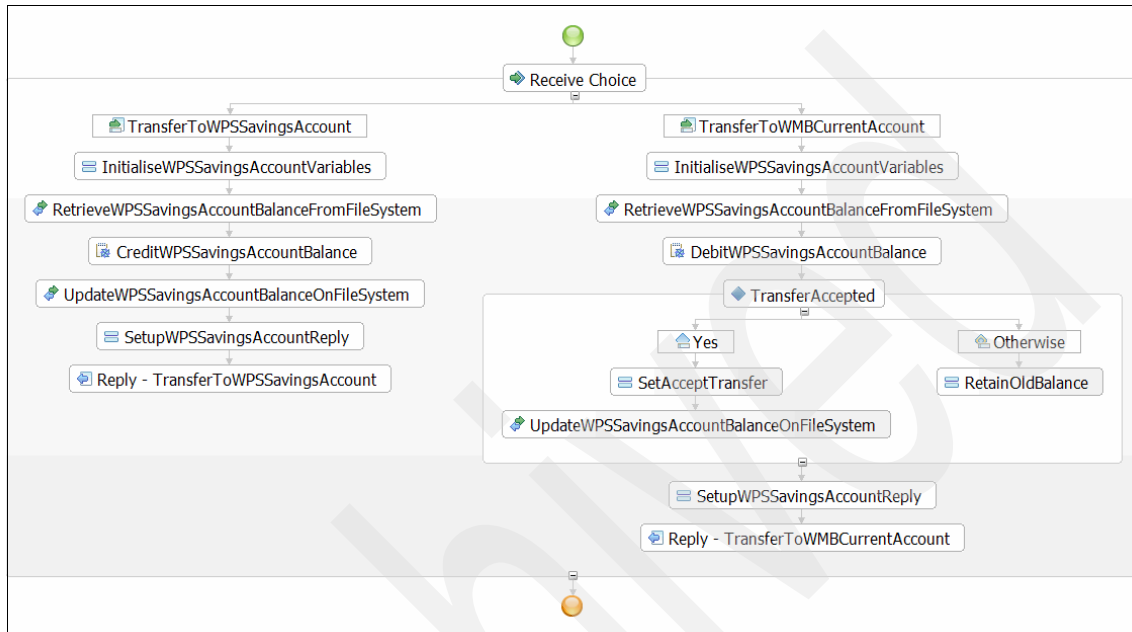 Receive Choice
TransferToWPSSavingsAccount
InitialiseWPSSavingsAccountVariables
RetrieveWPSSavingsAccountBalanceFromFileSystem
CreditWPSSavingsAccountBalance
UpdateWPSSavingsAccountBalanceOnFileSystem
SetupWPSSavingsAccountReply
Reply - TransferToWPSSavingsAccount
TransferToWMBCurrentAccount
InitialiseWPSSavingsAccountVariables
RetrieveWPSSavingsAccountBalanceFromFileSystem
DebitWPSSavingsAccountBalance
TransferAccepted
Yes
SetAcceptTransfer
UpdateWPSSavingsAccountBalanceOnFileSystem
Otherwise
RetainOldBalance
SetupWPSSavingsAccountReply
Reply - TransferToWMBCurrentAccount
hived